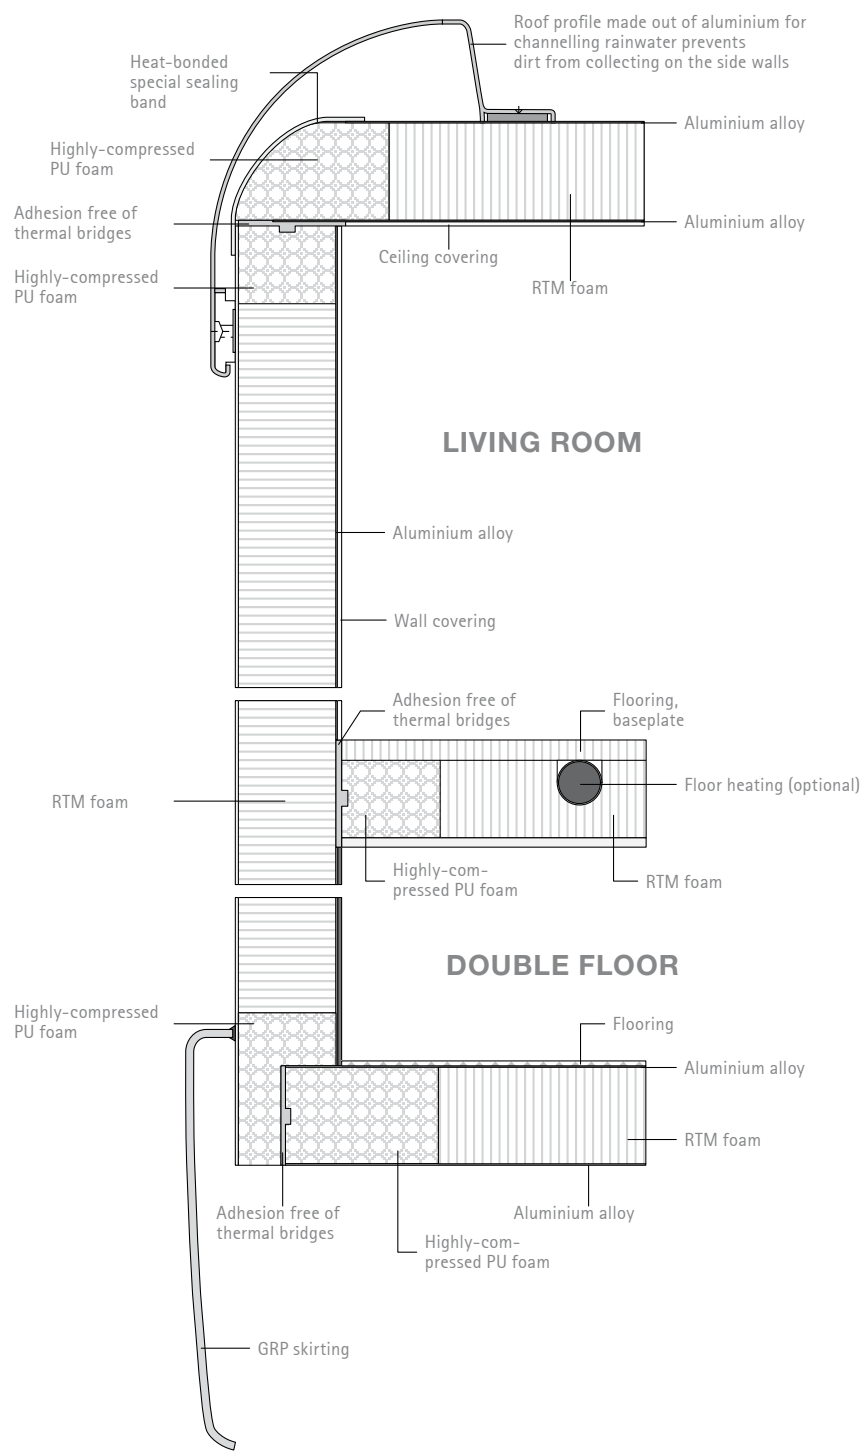 Roof profile made out of aluminium for
channelling rainwater prevents
dirt from collecting on the side walls
Heat-bonded
special sealing
band
Aluminium alloy
Highly-compressed
PU foam
Adhesion free of
thermal bridges
Aluminium alloy
Ceiling covering
Highly-compressed
PU foam
RTM foam
LIVING ROOM
Aluminium alloy
Wall covering
Adhesion free of
thermal bridges
Flooring,
baseplate
Floor heating (optional)
RTM foam
Highly-com-
pressed PU foam
RTM foam
DOUBLE FLOOR
Highly-compressed
PU foam
Flooring
Aluminium alloy
RTM foam
Adhesion free of
thermal bridges
Aluminium alloy
Highly-com-
pressed PU foam
GRP skirting